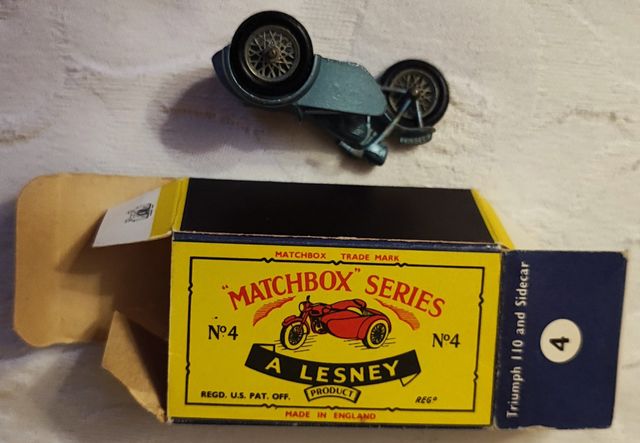 MATCHBOX TRADE MARK
"MATCHBOX" SERIES
Nº4
Nº4
A LESNEY
PRODUCT
REGD. U.S. PAT. OFF.
REGD
MADE IN ENGLAND
Triumph 110 and Sidecar
4